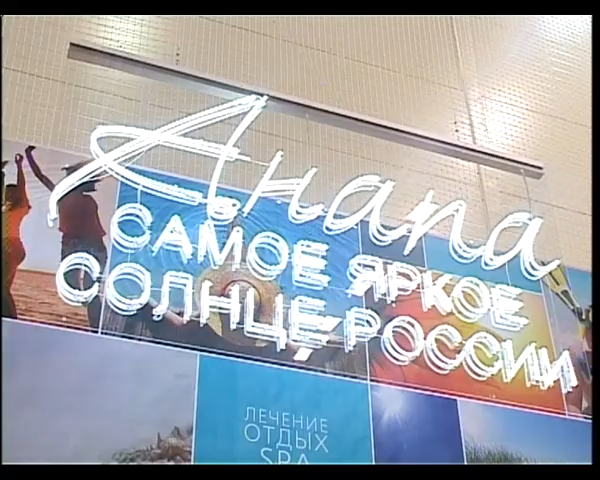 Анапа
САМОЕ ЯРКОЕ
СОЛНЦЕ РОССИИ
ЛЕЧЕНИЕ
ОТДЫХ
SPA